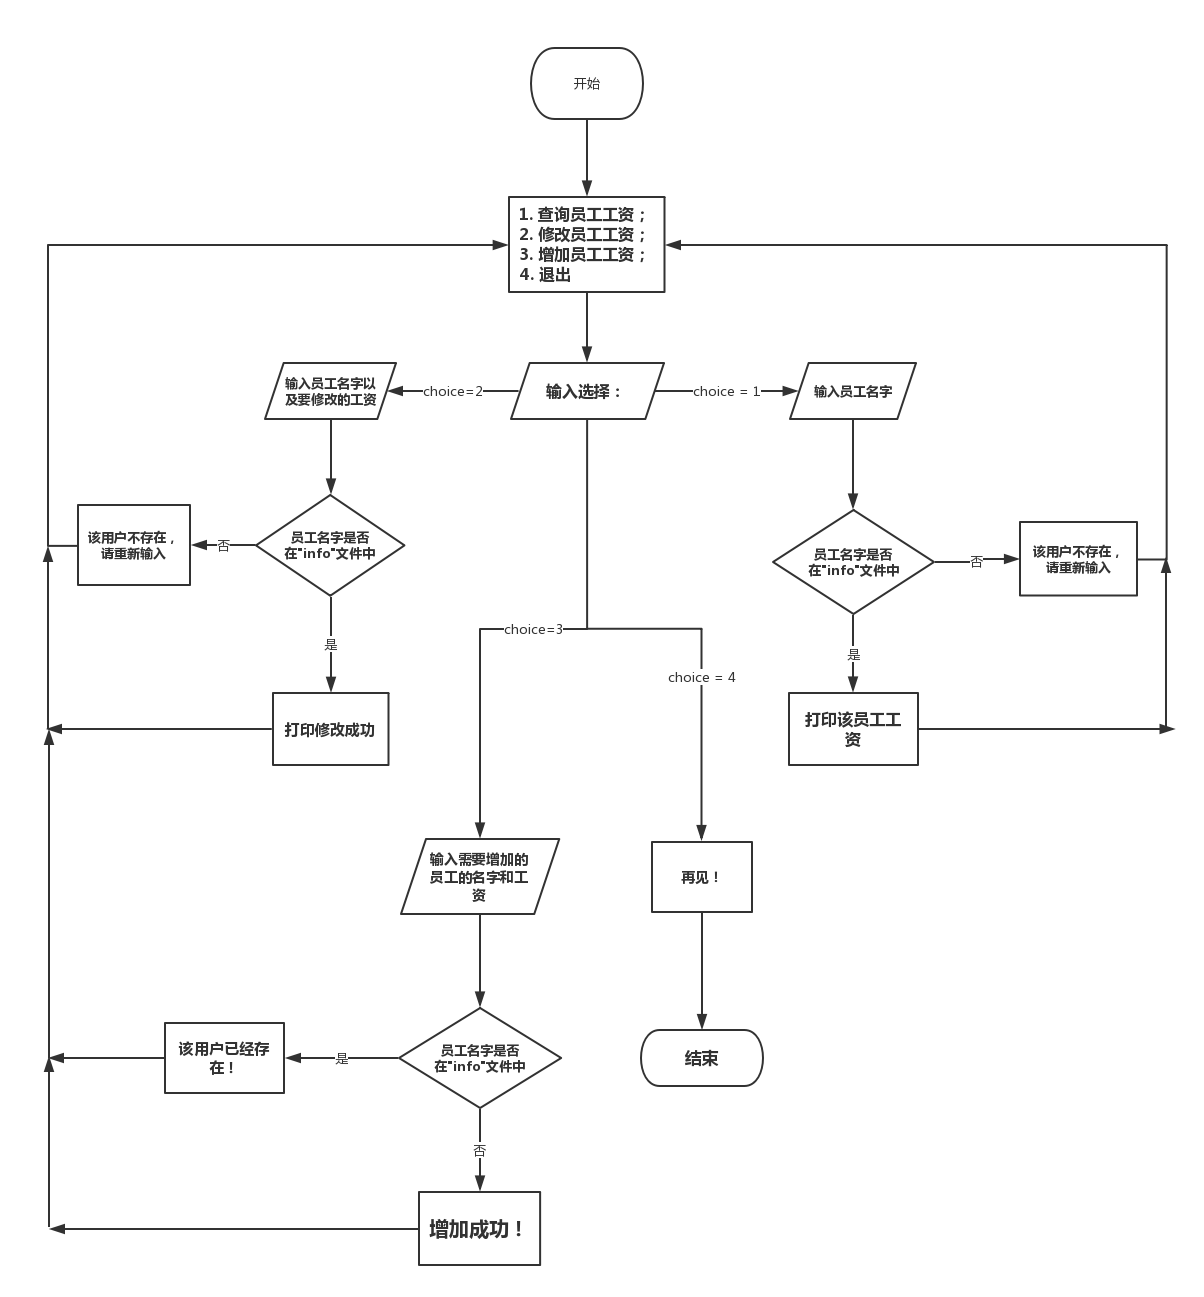 开始
1. 查询员工工资；
2. 修改员工工资；
3. 增加员工工资；
4. 退出
输入员工名字以
及要修改的工资
choice=2
输入选择：
choice = 1
输入员工名字
该用户不存在，
请重新输入
否
员工名字是否
在"info"文件中
员工名字是否
在"info"文件中
否
该用户不存在，
请重新输入
是
choice=3
是
choice = 4
打印修改成功
打印该员工工
资
输入需要增加的
员工的名字和工
资
再见！
该用户已经存
在！
是
员工名字是否
在"info"文件中
结束
否
增加成功！